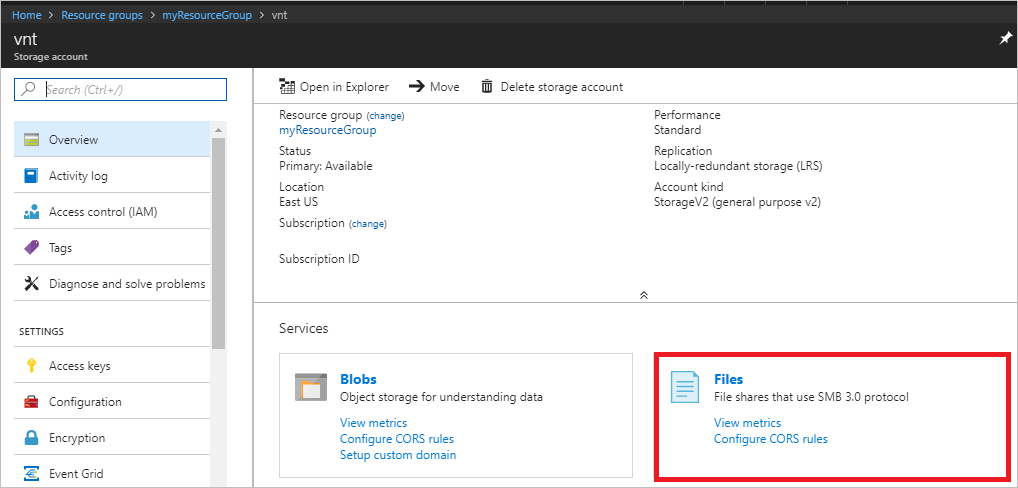 Home > Resource groups > myResourceGroup > vnt
vnt
Storage account
Search (Ctrl+/)
Overview
Activity log
Access control (IAM)
Tags
Diagnose and solve problems
SETTINGS
Access keys
Configuration
Encryption
Event Grid
Open in Explorer
Move
Delete storage account
Resource group (change)
myResourceGroup
Status
Primary: Available
Location
East US
Subscription (change)
Subscription ID
Performance
Standard
Replication
Locally-redundant storage (LRS)
Account kind
StorageV2 (general purpose v2)
Services
Blobs
Object storage for understanding data
View metrics
Configure CORS rules
Setup custom domain
Files
File shares that use SMB 3.0 protocol
View metrics
Configure CORS rules